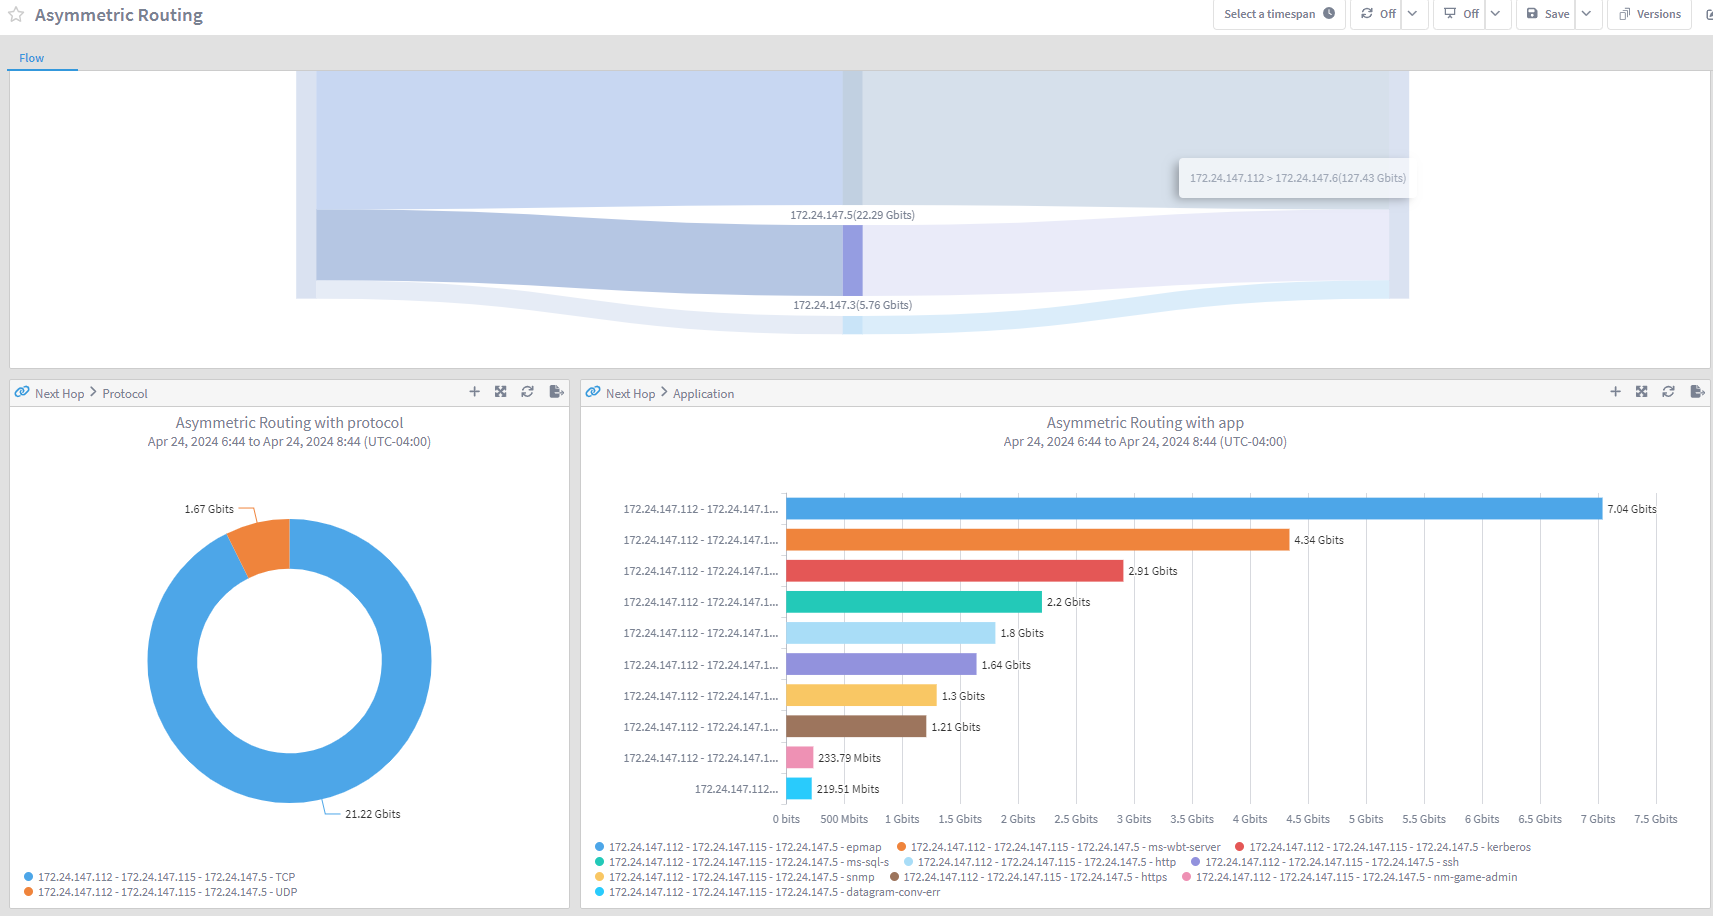 Asymmetric Routing
Select a timespan
Off
Off
Save
Versions
Flow
172.24.147.112 > 172.24.147.6(127.43 Gbits)
172.24.147.5(22.29 Gbits)
172.24.147.3(5.76 Gbits)
Next Hop > Protocol
Asymmetric Routing with protocol
Apr 24, 2024 6:44 to Apr 24, 2024 8:44 (UTC-04:00)
1.67 Gbits
21.22 Gbits
172.24.147.112 - 172.24.147.115 - 172.24.147.5 - TCP
172.24.147.112 - 172.24.147.115 - 172.24.147.5 - UDP
Next Hop > Application
Asymmetric Routing with app
Apr 24, 2024 6:44 to Apr 24, 2024 8:44 (UTC-04:00)
172.24.147.112 - 172.24.147.1... 7.04 Gbits
172.24.147.112 - 172.24.147.1... 4.34 Gbits
172.24.147.112 - 172.24.147.1... 2.91 Gbits
172.24.147.112 - 172.24.147.1... 2.2 Gbits
172.24.147.112 - 172.24.147.1... 1.8 Gbits
172.24.147.112 - 172.24.147.1... 1.64 Gbits
172.24.147.112 - 172.24.147.1... 1.3 Gbits
172.24.147.112 - 172.24.147.1... 1.21 Gbits
172.24.147.112 - 172.24.147.1... 233.79 Mbits
172.24.147.112... 219.51 Mbits
0 bits 500 Mbits 1 Gbits 1.5 Gbits 2 Gbits 2.5 Gbits 3 Gbits 3.5 Gbits 4 Gbits 4.5 Gbits 5 Gbits 5.5 Gbits 6 Gbits 6.5 Gbits 7 Gbits 7.5 Gbits
172.24.147.112 - 172.24.147.115 - 172.24.147.5 - epmap 172.24.147.112 - 172.24.147.115 - 172.24.147.5 - ms-wbt-server 172.24.147.112 - 172.24.147.115 - 172.24.147.5 - kerberos
172.24.147.112 - 172.24.147.115 - 172.24.147.5 - ms-sql-s 172.24.147.112 - 172.24.147.115 - 172.24.147.5 - http 172.24.147.112 - 172.24.147.115 - 172.24.147.5 - ssh
172.24.147.112 - 172.24.147.115 - 172.24.147.5 - snmp 172.24.147.112 - 172.24.147.115 - 172.24.147.5 - https 172.24.147.112 - 172.24.147.115 - 172.24.147.5 - nm-game-admin
172.24.147.112 - 172.24.147.115 - 172.24.147.5 - datagram-conv-err